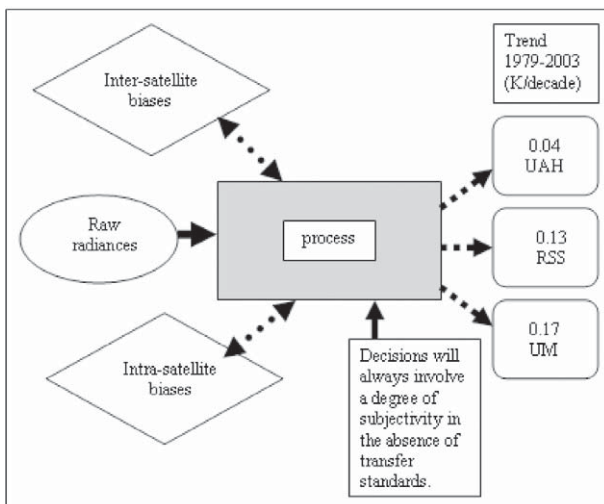 Inter-satellite
biases
Trend
1979-2003
(K/decade)
0.04
UAH
Raw
radiances
process
0.13
RSS
Intra-satellite
biases
Decisions will
always involve
a degree of
subjectivity in
the absence of
transfer
standards.
0.17
UM